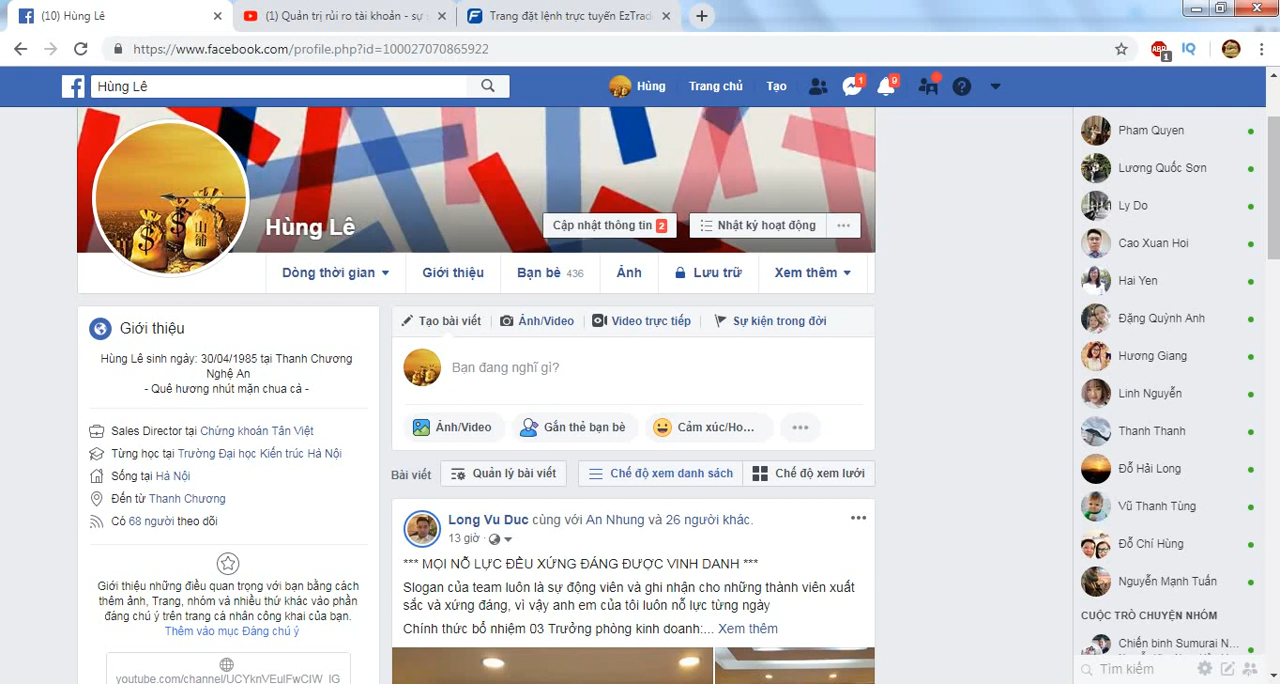 (10) Hùng Lê
(1) Quản trị rủi ro tài khoản - sự
Trang đặt lệnh trực tuyến EzTrad
https://www.facebook.com/profile.php?id=100027070865922
ABP
1
IQ
Hùng Lê
Hùng
Trang chủ
Tạo
1
9
Hùng Lê
Cập nhật thông tin 2
Nhật ký hoạt động
Dòng thời gian
Giới thiệu
Bạn bè 436
Ảnh
Lưu trữ
Xem thêm
Giới thiệu
Hùng Lê sinh ngày: 30/04/1985 tại Thanh Chương
Nghệ An
- Quê hương nhút mặn chua cà -
Sales Director tại Chứng khoán Tân Việt
Từng học tại Trường Đại học Kiến trúc Hà Nội
Sống tại Hà Nội
Đến từ Thanh Chương
Có 68 người theo dõi
Giới thiệu những điều quan trọng với bạn bằng cách
thêm ảnh, Trang, nhóm và nhiều thứ khác vào phần
đáng chú ý trên trang cá nhân công khai của bạn.
Thêm vào mục Đáng chú ý
Tạo bài viết
Ảnh/Video
Video trực tiếp
Sự kiện trong đời
Bạn đang nghĩ gì?
Ảnh/Video
Gắn thẻ bạn bè
Cảm xúc/Ho...
Bài viết
Quản lý bài viết
Chế độ xem danh sách
Chế độ xem lưới
Long Vu Duc cùng với An Nhung và 26 người khác.
13 giờ ·
*** MỌI NỖ LỰC ĐỀU XỨNG ĐÁNG ĐƯỢC VINH DANH ***
Slogan của team luôn là sự động viên và ghi nhận cho những thành viên xuất
sắc và xứng đáng, vì vậy anh em của tôi luôn nỗ lực từng ngày
Chính thức bổ nhiệm 03 Trưởng phòng kinh doanh:... Xem thêm
Pham Quyen
Lương Quốc Sơn
Ly Do
Cao Xuan Hoi
Hai Yen
Đặng Quỳnh Anh
Hương Giang
Linh Nguyễn
Thanh Thanh
Đỗ Hải Long
Vũ Thanh Tùng
Đỗ Chí Hùng
Nguyễn Mạnh Tuấn
CUỘC TRÒ CHUYỆN NHÓM
Chiến binh Sumurai N...
Tìm kiếm